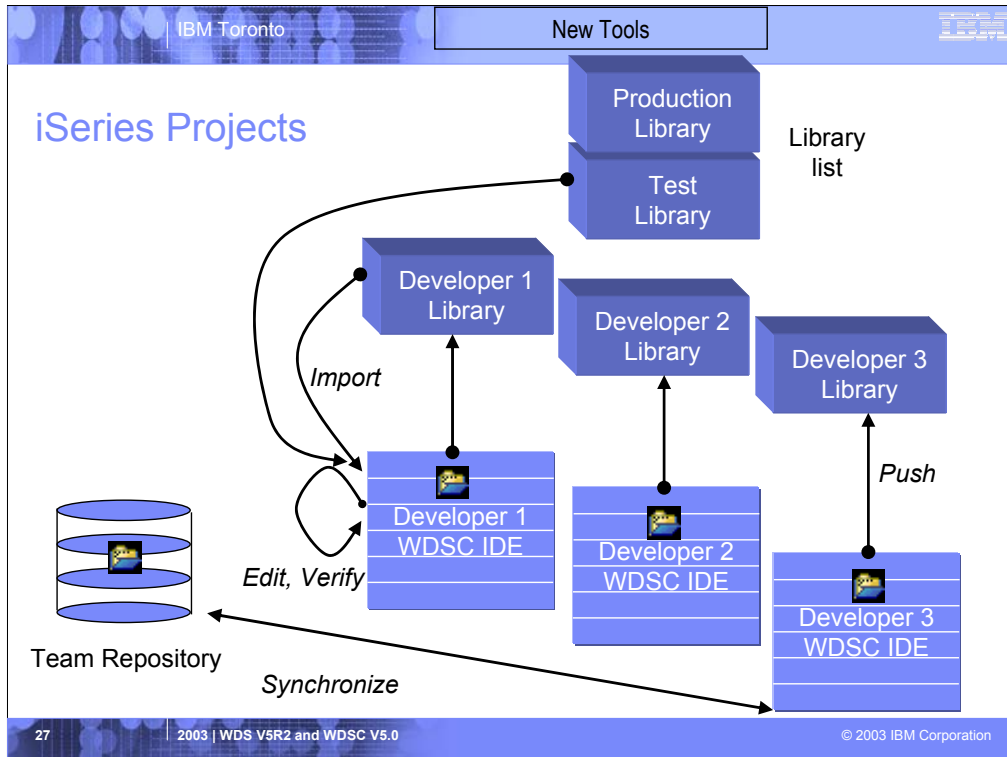 IBM Toronto
New Tools
IBM
iSeries Projects
Production
Library
Library
list
Test
Library
Developer 1
Library
Developer 2
Library
Developer 3
Library
Import
Push
Developer 1
WDSC IDE
Developer 2
WDSC IDE
Developer 3
WDSC IDE
Edit, Verify
Team Repository
Synchronize
27
2003 | WDS V5R2 and WDSC V5.0
© 2003 IBM Corporation